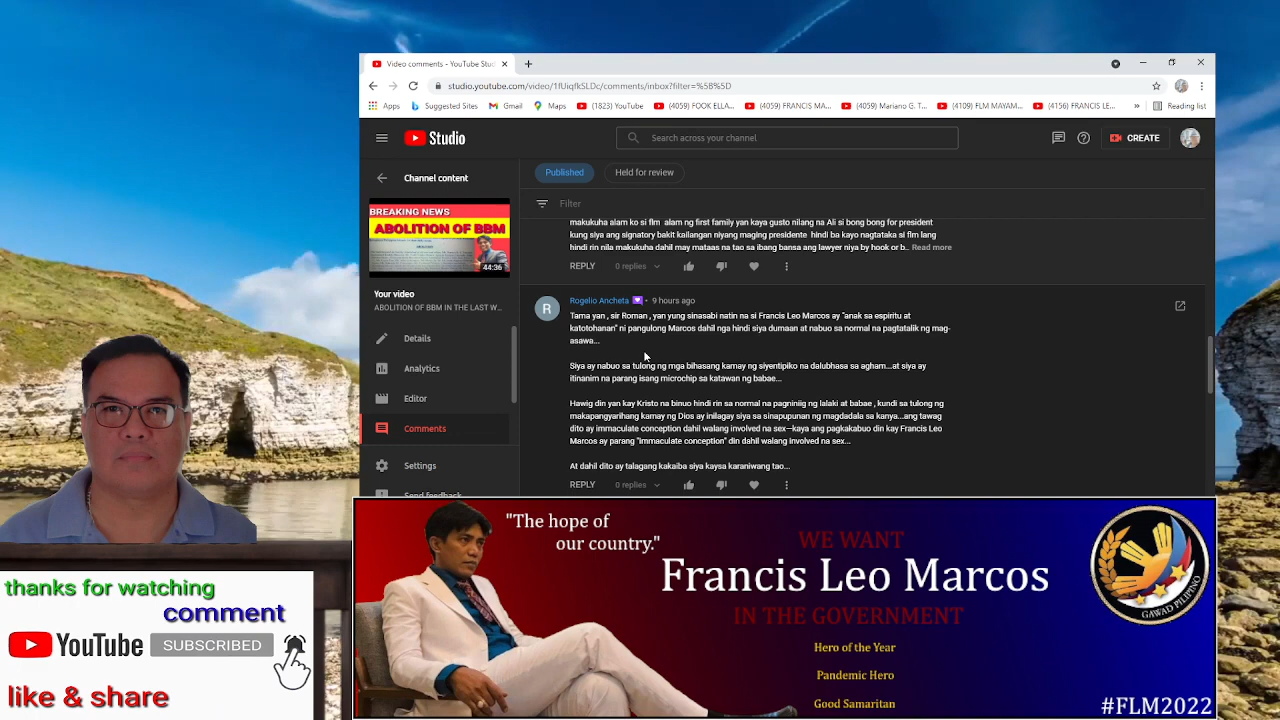 Video comments - YouTube Stu
studio.youtube.com/video/1fUiqfkSLDc/comments/inbox?filter=%5B%5D
Apps
Suggested Sites
Gmail
Maps
(1823) YouTube
(4059) FOOK ELLA...
(4059) FRANCIS MA...
(4059) Mariano G. T...
(4109) FLM MAYAM...
(4156) FRANCIS LE...
»
Reading list
Studio
Search across your channel
CREATE
Channel content
BREAKING NEWS
ABOLITION OF BBM
44:36
Your video
ABOLITION OF BBM IN THE LAST W...
Details
Analytics
Editor
Comments
Settings
Send feedback
Published
Held for review
Filter
makukuha alam ko si flm alam ng first family yan kaya gusto nilang na Ali si bong bong for president
kung siya ang signatory bakit kailangan niyang maging presidente hindi ba kayo nagtataka si flm lang
hindi rin nila makukuha dahil may mataas na tao sa ibang bansa ang lawyer niya by hook or b.. Read more
REPLY 0 replies
R
Rogelio Ancheta • 9 hours ago
Tama yan , sir Roman , yan yung sinasabi natin na si Francis Leo Marcos ay "anak sa espiritu at
katotohanan" ni pangulong Marcos dahil nga hindi siya dumaan at nabuo sa normal na pagtatalik ng mag-
asawa...
Siya ay nabuo sa tulong ng mga bihasang kamay ng siyentipiko na dalubhasa sa agham...at siya ay
itinanim na parang isang microchip sa katawan ng babae...
Hawig din yan kay Kristo na binuo hindi rin sa normal na pagniniig ng lalaki at babae , kundi sa tulong ng
makapangyarihang kamay ng Dios ay inilagay siya sa sinapupunan ng magdadala sa kanya...ang tawag
dito ay immaculate conception dahil walang involved na sex—kaya ang pagkakabuo din kay Francis Leo
Marcos ay parang "immaculate conception" din dahil walang involved na sex...
At dahil dito ay talagang kakaiba siya kaysa karaniwang tao...
REPLY 0 replies
thanks for watching
comment
YouTube
SUBSCRIBED
like & share
"The hope of
our country."
WE WANT
Francis Leo Marcos
IN THE GOVERNMENT
Hero of the Year
Pandemic Hero
Good Samaritan
GAWAD PILIPINO
#FLM2022